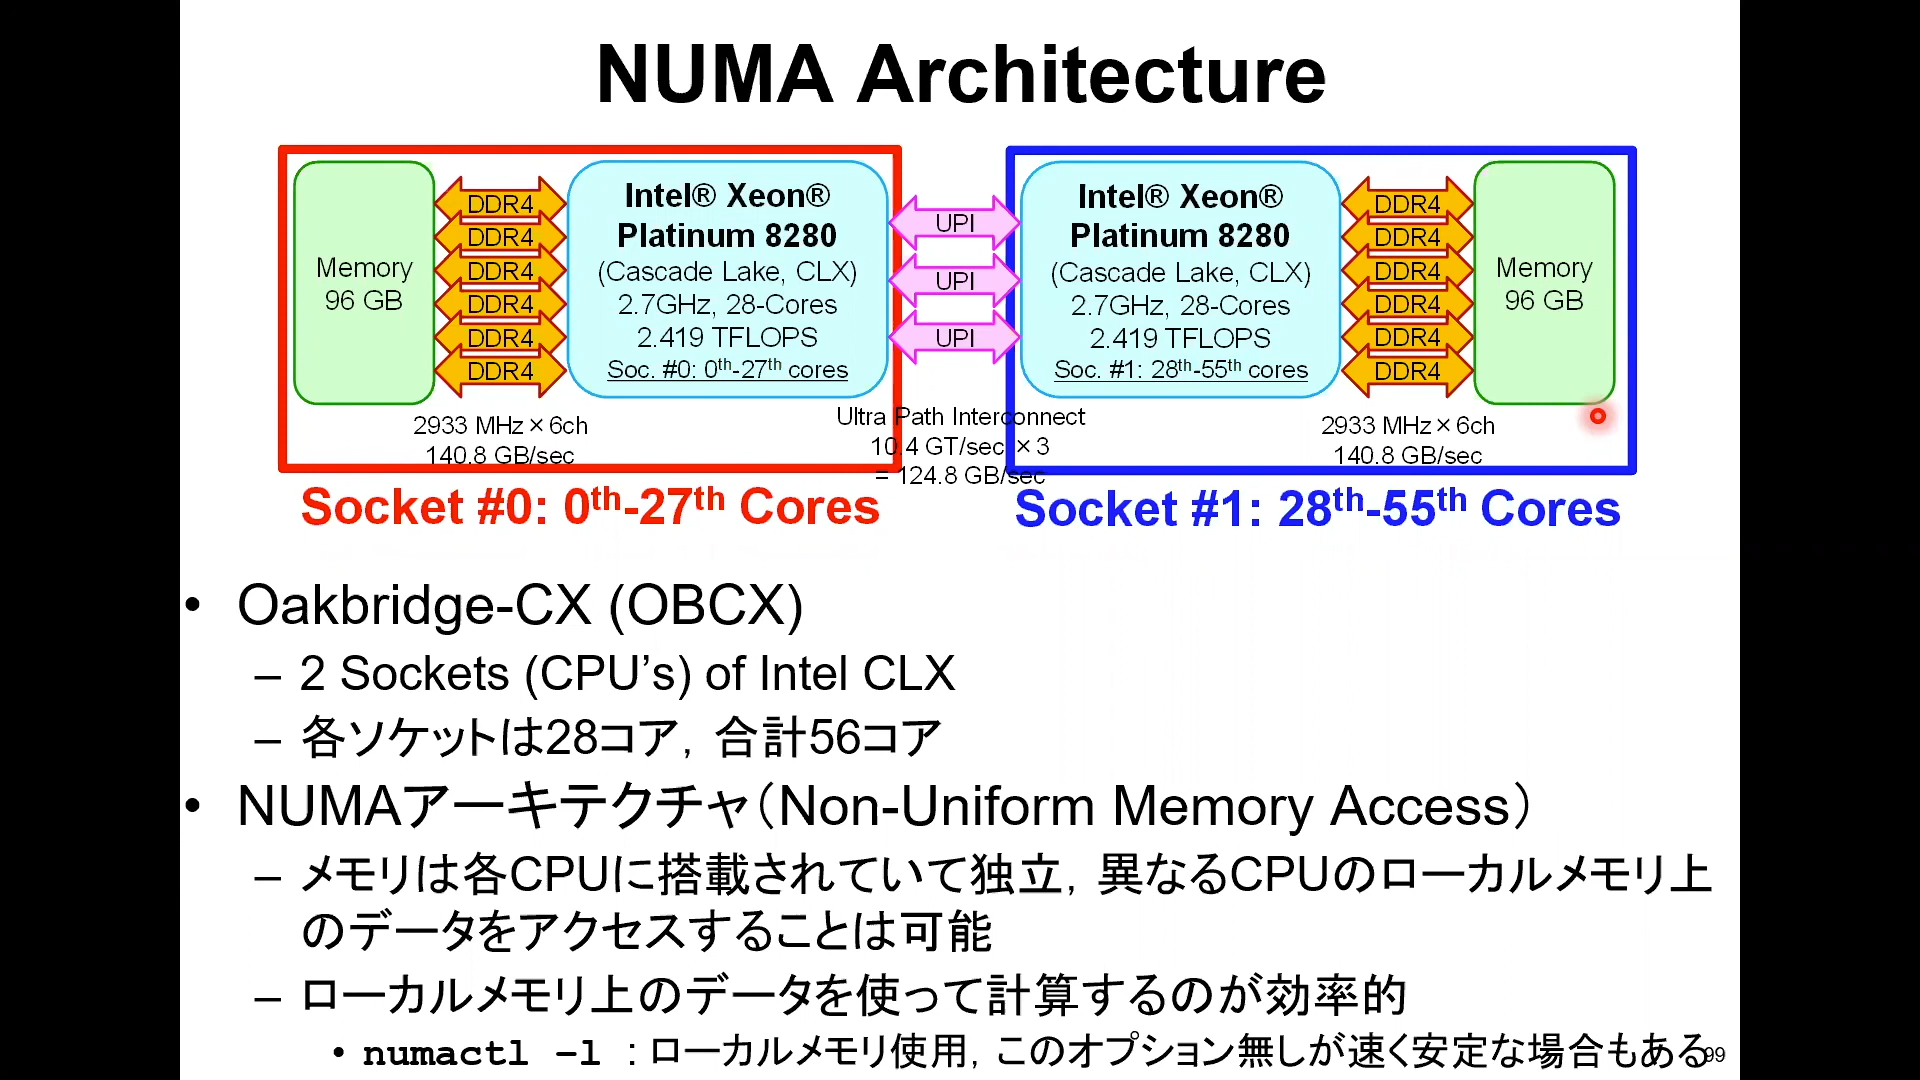 NUMA Architecture
Memory
96 GB
DDR4
DDR4
DDR4
DDR4
DDR4
DDR4
Intel® Xeon®
Platinum 8280
(Cascade Lake, CLX)
2.7GHz, 28-Cores
2.419 TFLOPS
Soc. #0: 0th-27th cores
2933 MHz×6ch
140.8 GB/sec
UPI
UPI
UPI
Ultra Path Interconnect
10.4 GT/sec ×3
= 124.8 GB/sec
Intel® Xeon®
Platinum 8280
(Cascade Lake, CLX)
2.7GHz, 28-Cores
2.419 TFLOPS
Soc. #1: 28th-55th cores
DDR4
DDR4
DDR4
DDR4
DDR4
DDR4
Memory
96 GB
2933 MHz×6ch
140.8 GB/sec
Socket #0: 0th-27th Cores
Socket #1: 28th-55th Cores
• Oakbridge-CX (OBCX)
– 2 Sockets (CPU’s) of Intel CLX
– 各ソケットは28コア，合計56コア
• NUMAアーキテクチャ（Non-Uniform Memory Access）
– メモリは各CPUに搭載されていて独立，異なるCPUのローカルメモリ上
のデータをアクセスすることは可能
– ローカルメモリ上のデータを使って計算するのが効率的
• numactl –l ：ローカルメモリ使用，このオプション無しが速く安定な場合もある
99